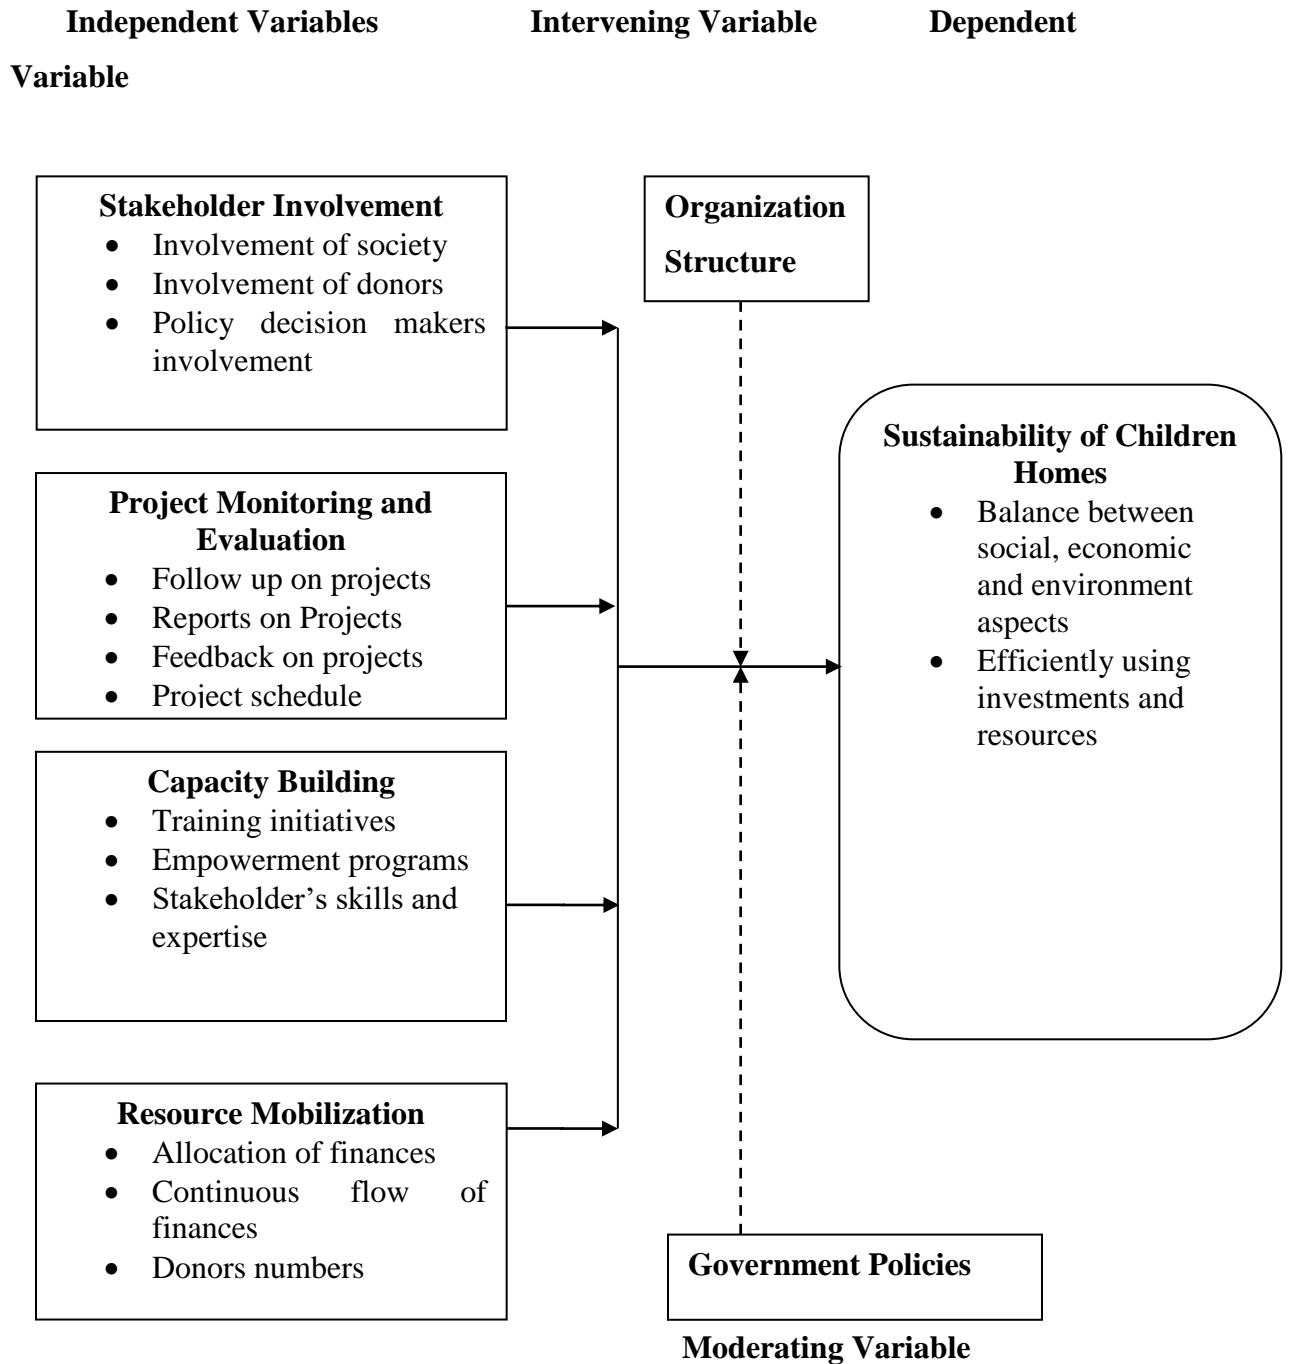 Independent Variables Intervening Variable Dependent
Variable
Stakeholder Involvement
• Involvement of society
• Involvement of donors
• Policy decision makers
involvement
Project Monitoring and
Evaluation
• Follow up on projects
• Reports on Projects
• Feedback on projects
• Project schedule
Capacity Building
• Training initiatives
• Empowerment programs
• Stakeholder’s skills and
expertise
Resource Mobilization
• Allocation of finances
• Continuous flow of
finances
• Donors numbers
Organization
Structure
Sustainability of Children
Homes
• Balance between
social, economic
and environment
aspects
• Efficiently using
investments and
resources
Government Policies
Moderating Variable